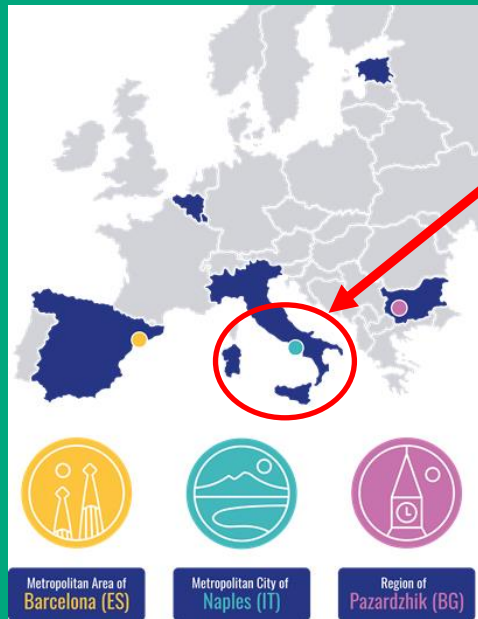 Metropolitan Area of
Barcelona (ES)
Metropolitan City of
Naples (IT)
Region of
Pazardzhik (BG)